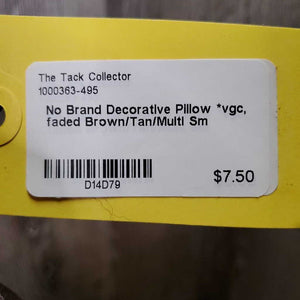 The Tack Collector
1000363-495
No Brand Decorative Pillow *vgc,
faded Brown/Tan/Multi Sm
D14D79
$7.50